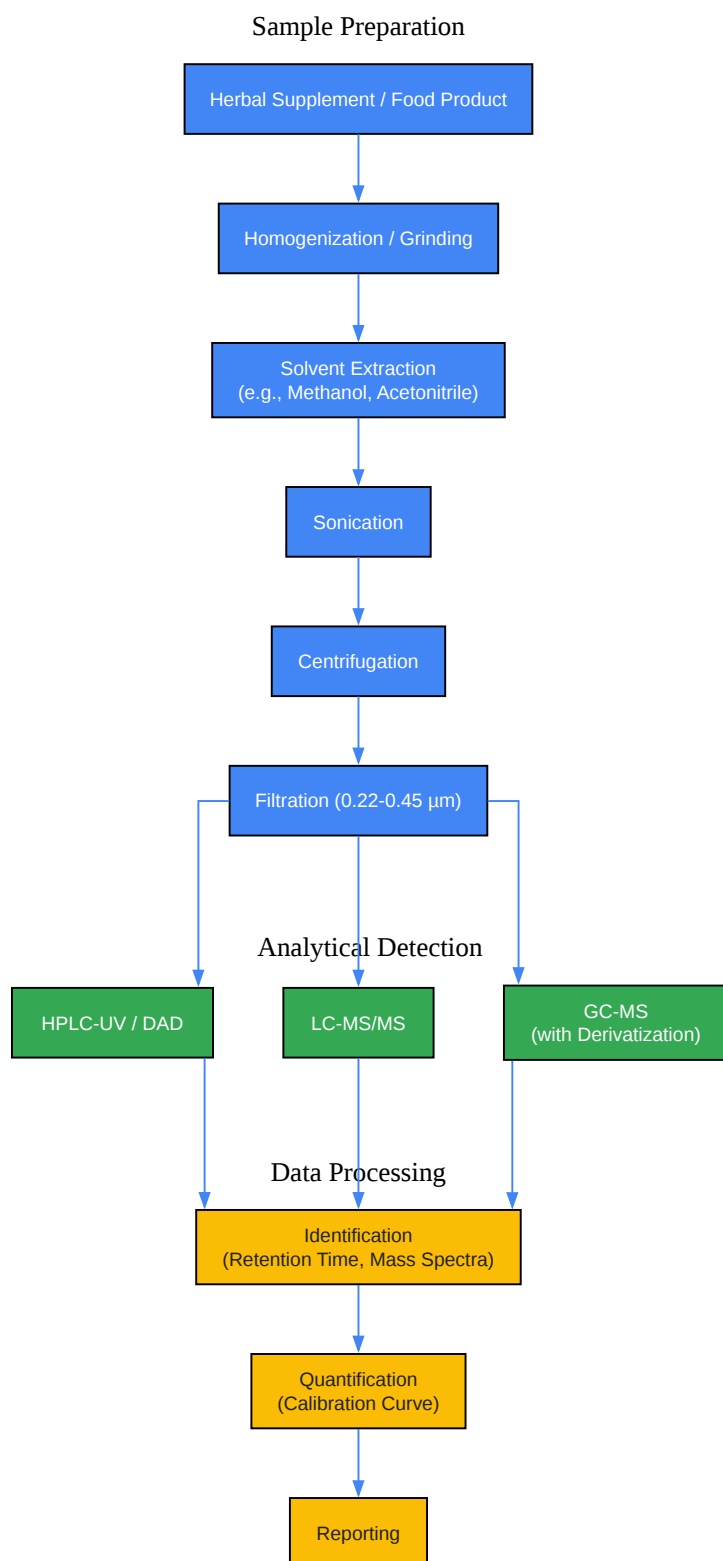 Sample Preparation
Herbal Supplement / Food Product
Homogenization / Grinding
Solvent Extraction
(e.g., Methanol, Acetonitrile)
Sonication
Centrifugation
Filtration (0.22-0.45 µm)
Analytical Detection
HPLC-UV / DAD
LC-MS/MS
GC-MS
(with Derivatization)
Data Processing
Identification
(Retention Time, Mass Spectra)
Quantification
(Calibration Curve)
Reporting